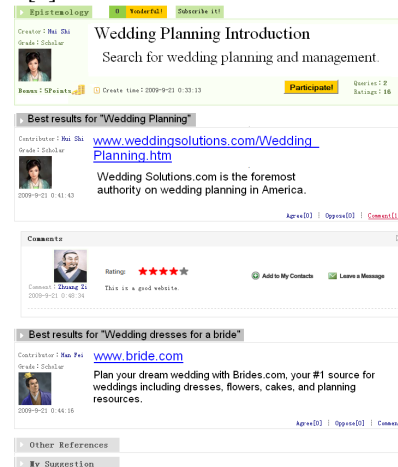 Epistemology 0 Wonderful! Subscribe it!
Creator: Hui Shi
Grade: Scholar
Wedding Planning Introduction
Search for wedding planning and management.
Bonus: 5Points
Create time: 2009-9-21 0:33:13
Participate!
Queries: 2
Ratings: 16
Best results for "Wedding Planning"
Contributor: Hui Shi
Grade: Scholar
2009-9-21 0:41:43
www.weddingsolutions.com/Wedding_
Planning.htm
Wedding Solutions.com is the foremost
authority on wedding planning in America.
Agree[0] | Oppose[0] | Comment[1
Comments
Comment: Zhuang Zi
2009-9-21 0:48:34
Rating:
This is a good website.
Add to My Contacts
Leave a Message
Best results for "Wedding dresses for a bride"
Contributor: Han Fei
Grade: Scholar
2009-9-21 0:44:16
www.bride.com
Plan your dream wedding with Brides.com, your #1 source for
weddings including dresses, flowers, cakes, and planning
resources.
Agree[0] | Oppose[0] | Commen
Other References
My Suggestion